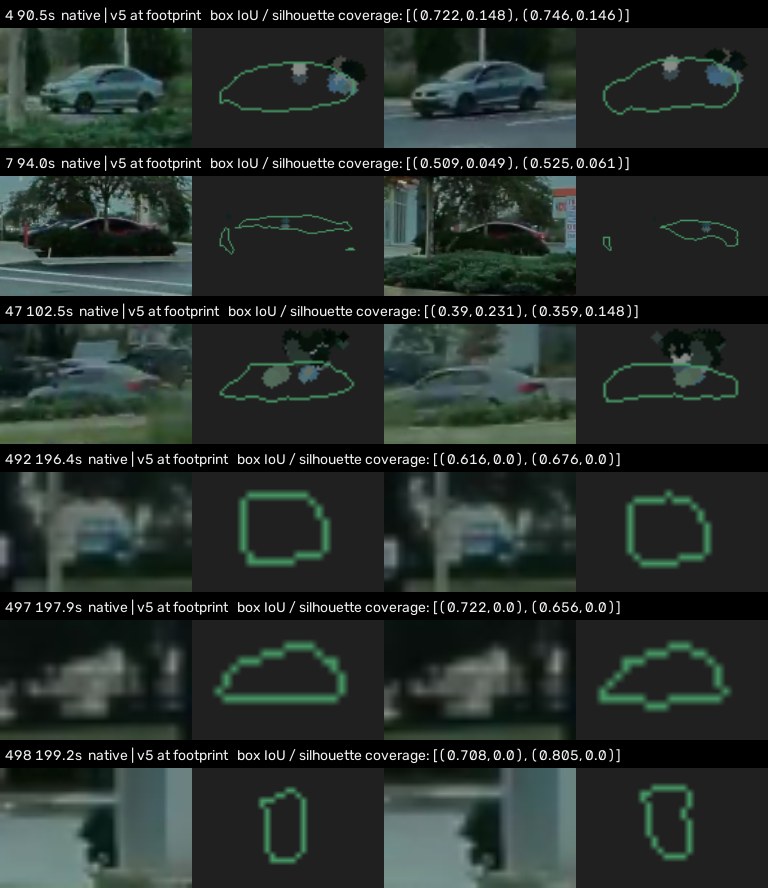 4 90.5s native | v5 at footprint box IoU / silhouette coverage: [(0.722, 0.148), (0.746, 0.146)]
7 94.0s native | v5 at footprint box IoU / silhouette coverage: [(0.509, 0.049), (0.525, 0.061)]
47 102.5s native | v5 at footprint box IoU / silhouette coverage: [(0.39, 0.231), (0.359, 0.148)]
492 196.4s native | v5 at footprint box IoU / silhouette coverage: [(0.616, 0.0), (0.676, 0.0)]
497 197.9s native | v5 at footprint box IoU / silhouette coverage: [(0.722, 0.0), (0.656, 0.0)]
498 199.2s native | v5 at footprint box IoU / silhouette coverage: [(0.708, 0.0), (0.805, 0.0)]